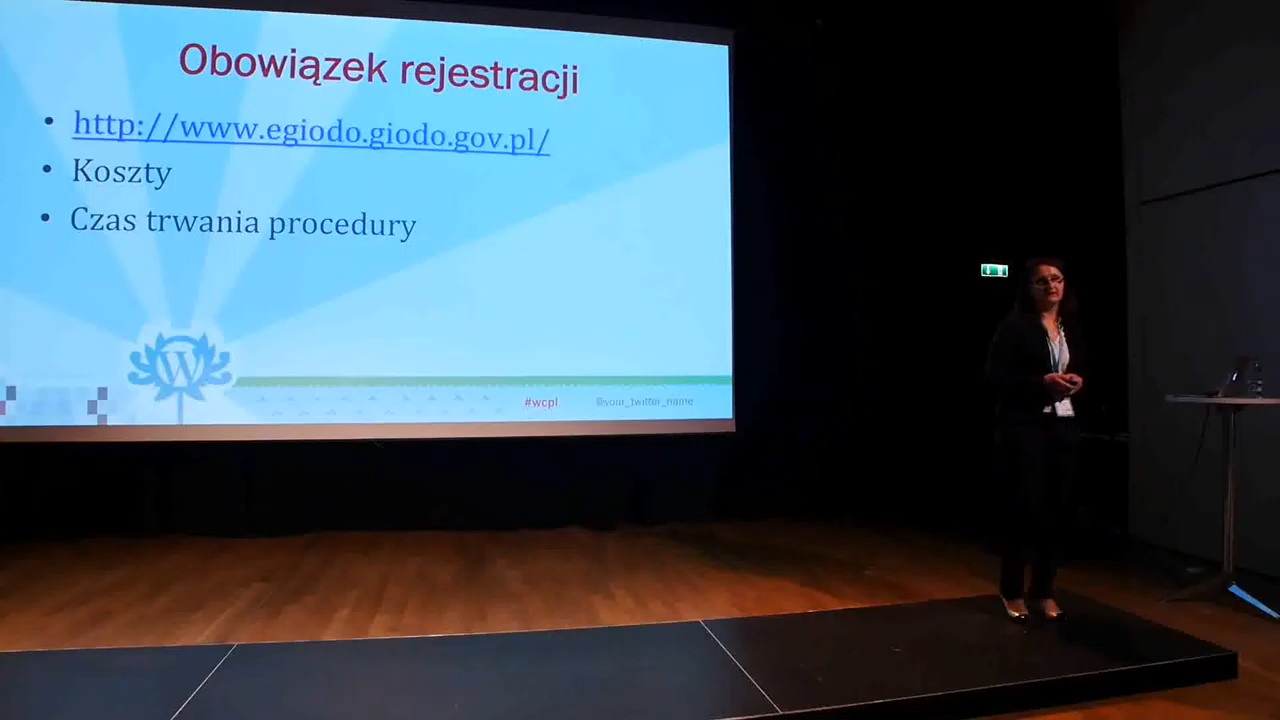 Obowiązek rejestracji
• http://www.egiodo.giodo.gov.pl/
• Koszty
• Czas trwania procedury
W
#wcpl @your_twitter_name